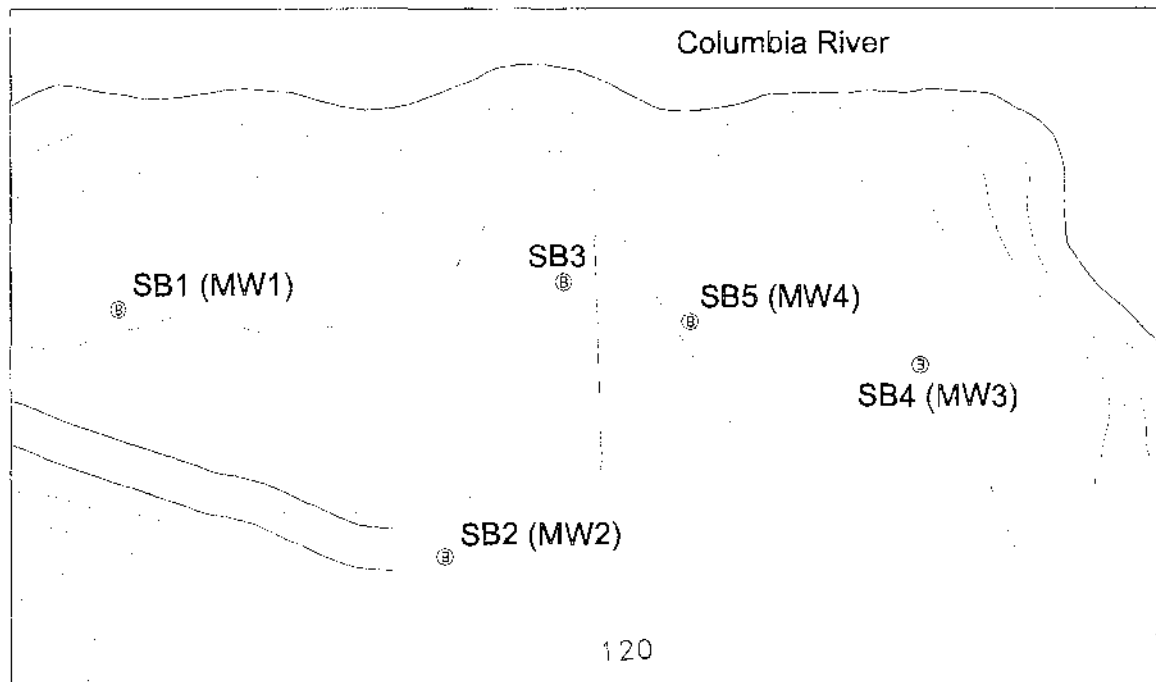 Columbia River
SB3
SB1 (MW1)
B
B
SB5 (MW4)
B
B
SB4 (MW3)
SB2 (MW2)
B
120